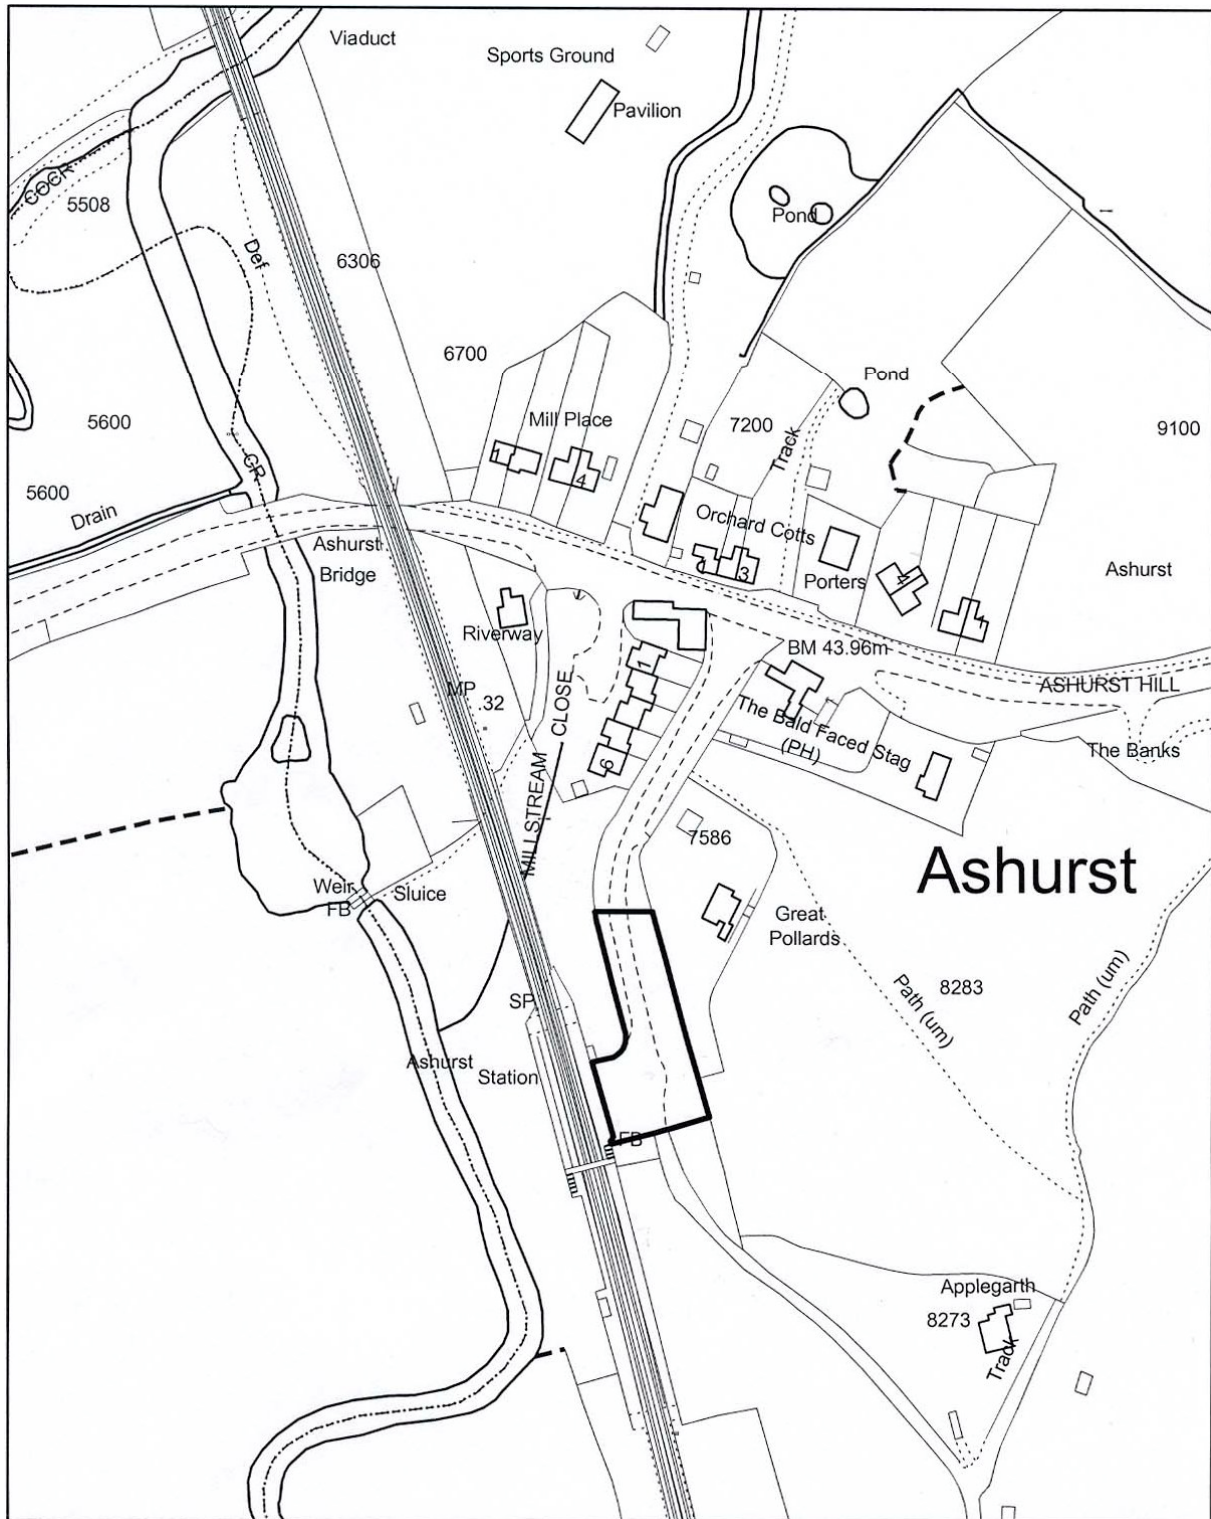 Viaduct
Sports Ground
Pavilion
COCR
5508
Pond
Def
6306
6700
Pond
Mill Place
7200
5600
9100
Track
1
4
CR
5600
Drain
Orchard Cotts
Ashurst
Bridge
3
Porters
4
Ashurst
1
Riverway
BM 43.96m
1
ASHURST HILL
MP
.32
The Bald Faced Stag
(PH)
The Banks
6
MILLSTREAM CLOSE
7586
Ashurst
Weir
FB
Sluice
Great
Pollards
8283
Path (um)
Path (um)
SP
Ashurst
Station
FB
Applegarth
8273
Track